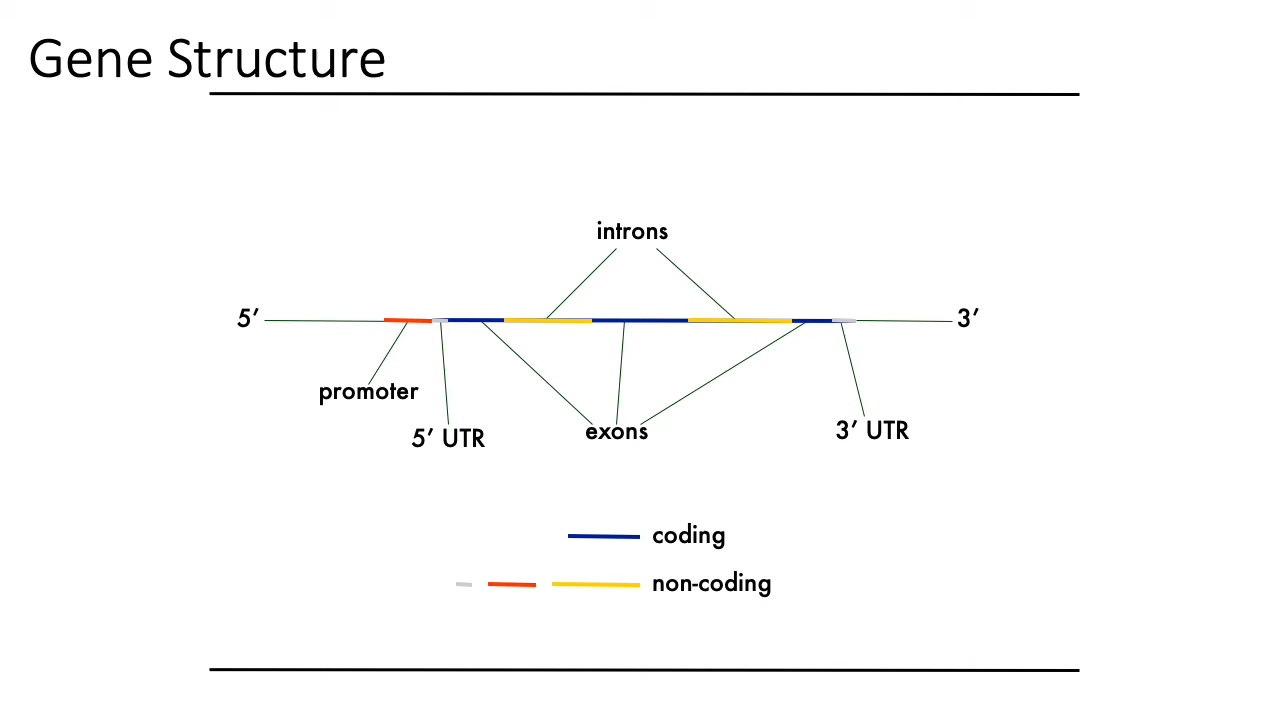 Gene Structure
introns
5′
3′
promoter
5′ UTR
exons
3′ UTR
coding
non-coding